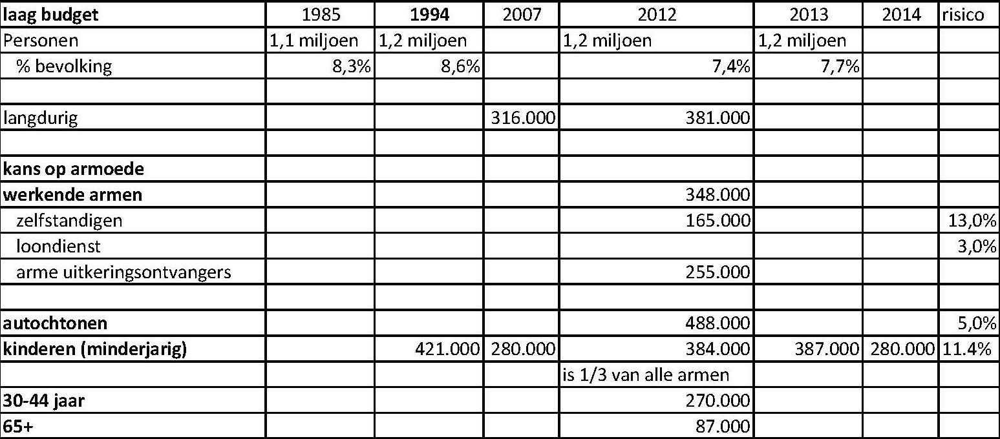 laag budget 1985 1994 2007 2012 2013 2014 risico
Personen 1,1 miljoen 1,2 miljoen 1,2 miljoen 1,2 miljoen
% bevolking 8,3% 8,6% 7,4% 7,7%
langdurig 316.000 381.000
kans op armoede
werkende armen 348.000
zelfstandigen 165.000 13,0%
loondienst 3,0%
arme uitkeringsontvangers 255.000
autochtonen 488.000 5,0%
kinderen (minderjarig) 421.000 280.000 384.000 387.000 280.000 11.4%
is 1/3 van alle armen
30-44 jaar 270.000
65+ 87.000